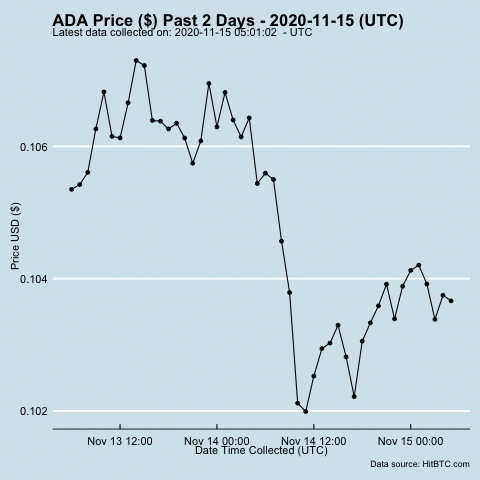 ADA Price ($) Past 2 Days - 2020-11-15 (UTC)
Latest data collected on: 2020-11-15 05:01:02 - UTC
Price USD ($)
0.106
0.104
0.102
Nov 13 12:00 Nov 14 00:00 Nov 14 12:00 Nov 15 00:00
Date Time Collected (UTC)
Data source: HitBTC.com